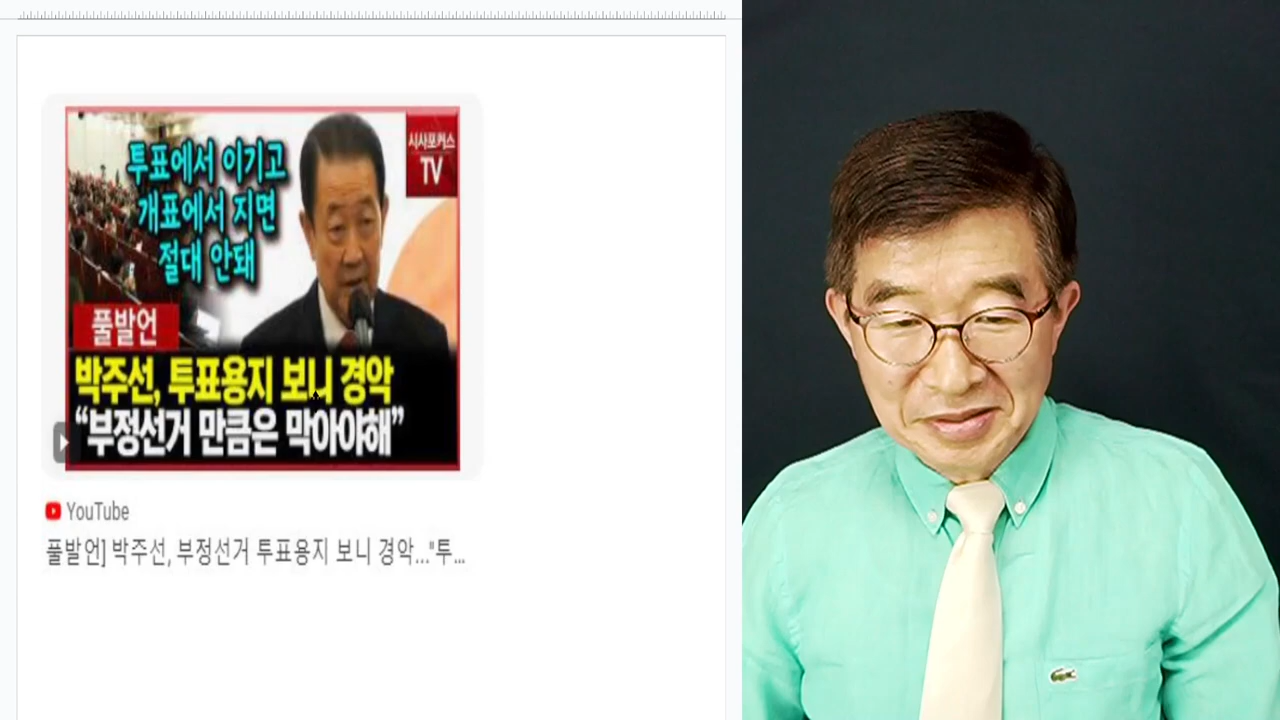 투표에서 이기고
개표에서 지면
절대 안돼
시사포커스
TV
풀발언
박주선, 투표용지 보니 경악
“부정선거 만큼은 막아야해”
YouTube
풀발언] 박주선, 부정선거 투표용지 보니 경악..."투...